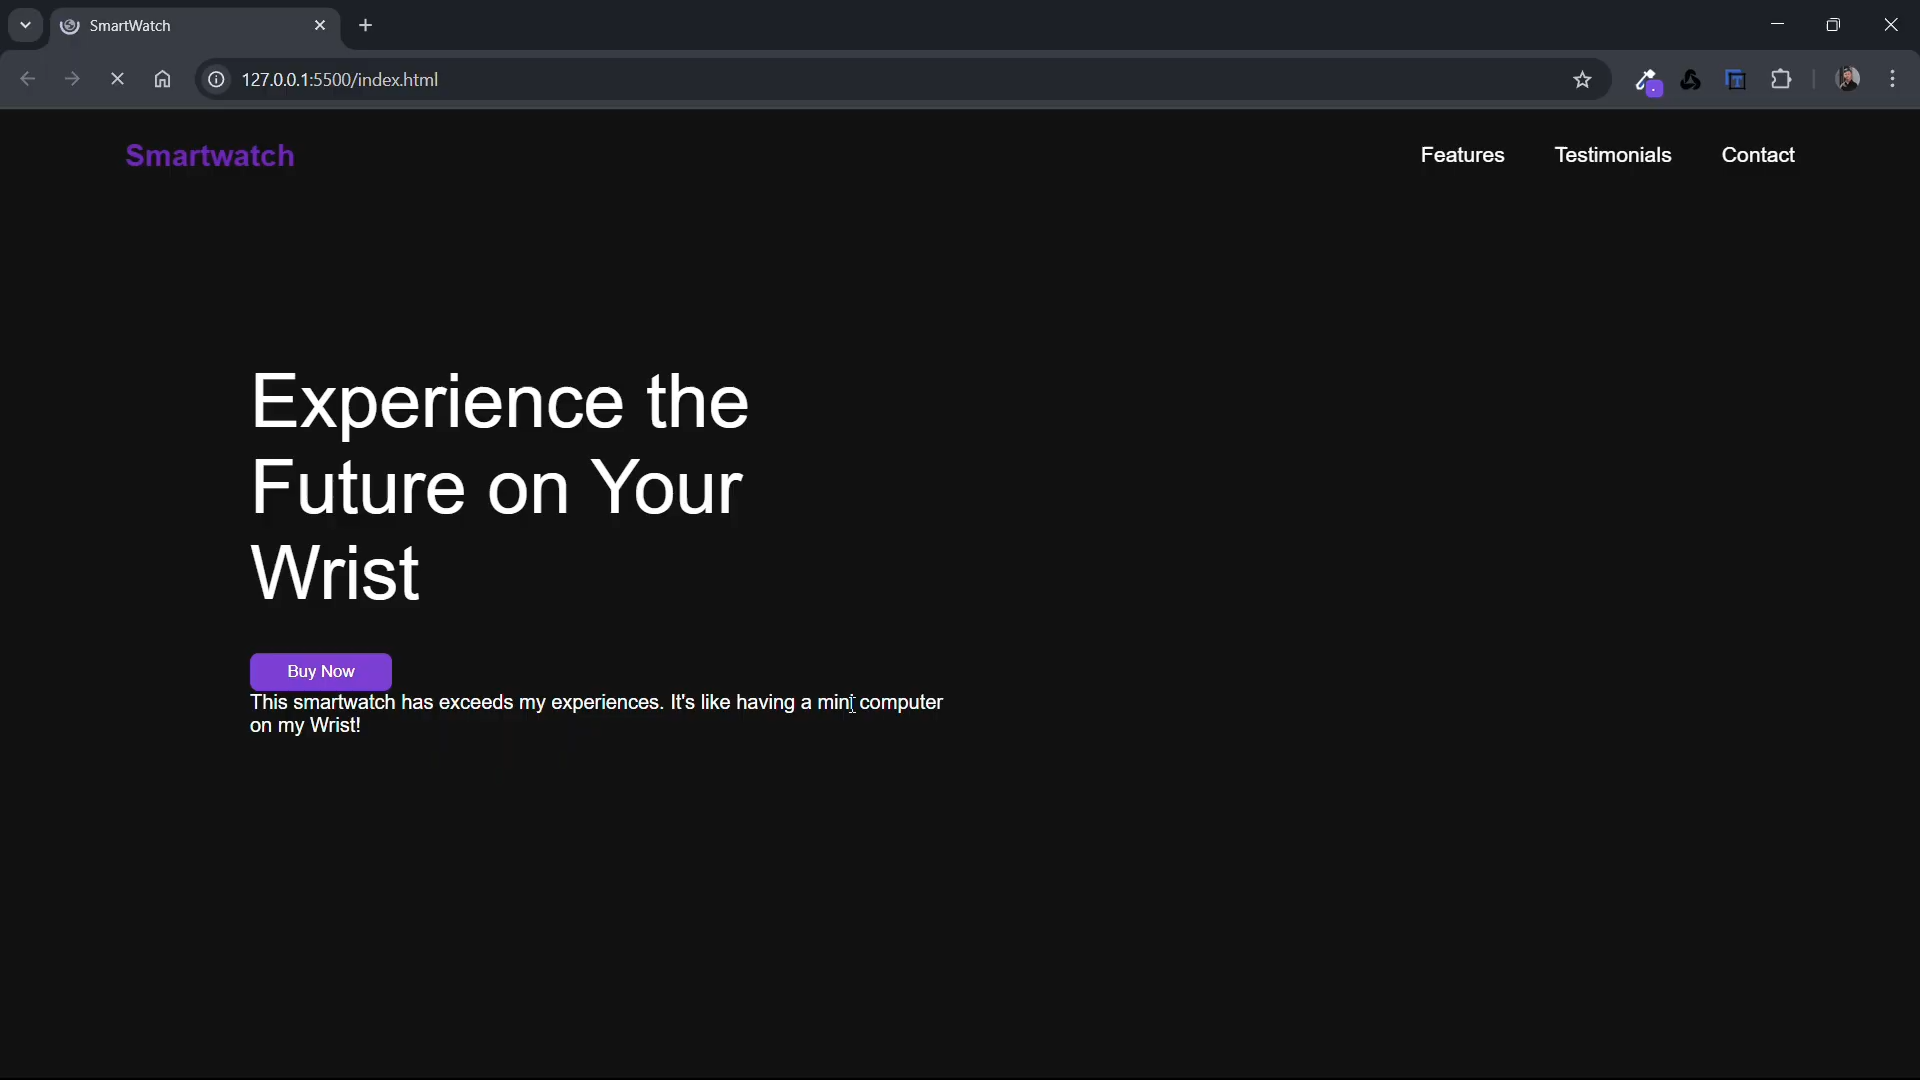 SmartWatch
127.0.0.1:5500/index.html
Smartwatch
Features
Testimonials
Contact
Experience the
Future on Your
Wrist
Buy Now
This smartwatch has exceeds my experiences. It's like having a mini computer
on my Wrist!